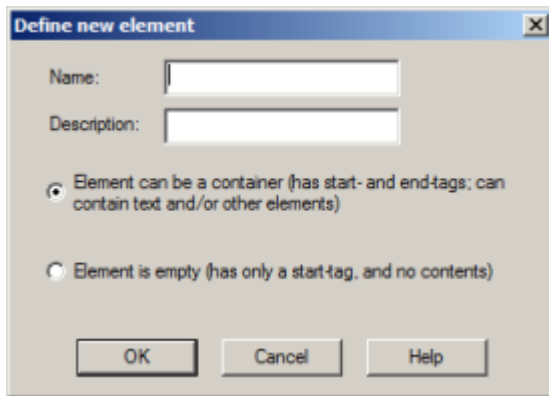 Define new element
Name:
Description:
Element can be a container (has start- and end-tags; can
contain text and/or other elements)
Element is empty (has only a start-tag, and no contents)
OK Cancel Help